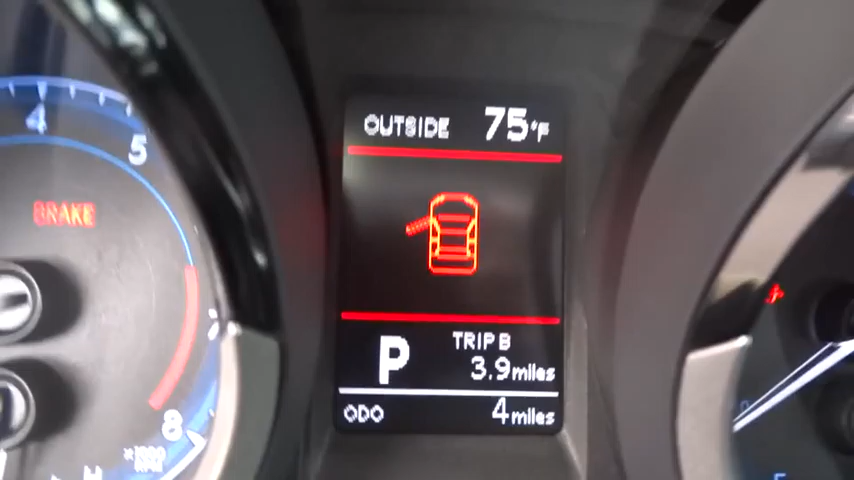 OUTSIDE 75°F
4
5
BRAKE
P
TRIP B
3.9 miles
ODO 4 miles
8